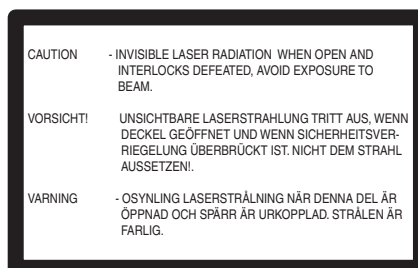 CAUTION - INVISIBLE LASER RADIATION WHEN OPEN AND
INTERLOCKS DEFEATED, AVOID EXPOSURE TO
BEAM.
VORSICHT! UNSICHTBARE LASERSTRAHLUNG TRITT AUS, WENN
DECKEL GEÖFFNET UND WENN SICHERHEITSVER-
RIEGELUNG ÜBERBRÜCKT IST. NICHT DEM STRAHL
AUSSETZEN!.
VARNING - OSYNLING LASERSTRÅLNING NÄR DENNA DEL ÄR
ÖPPNAD OCH SPÄRR ÄR URKOPPLAD. STRÅLEN ÄR
FARLIG.